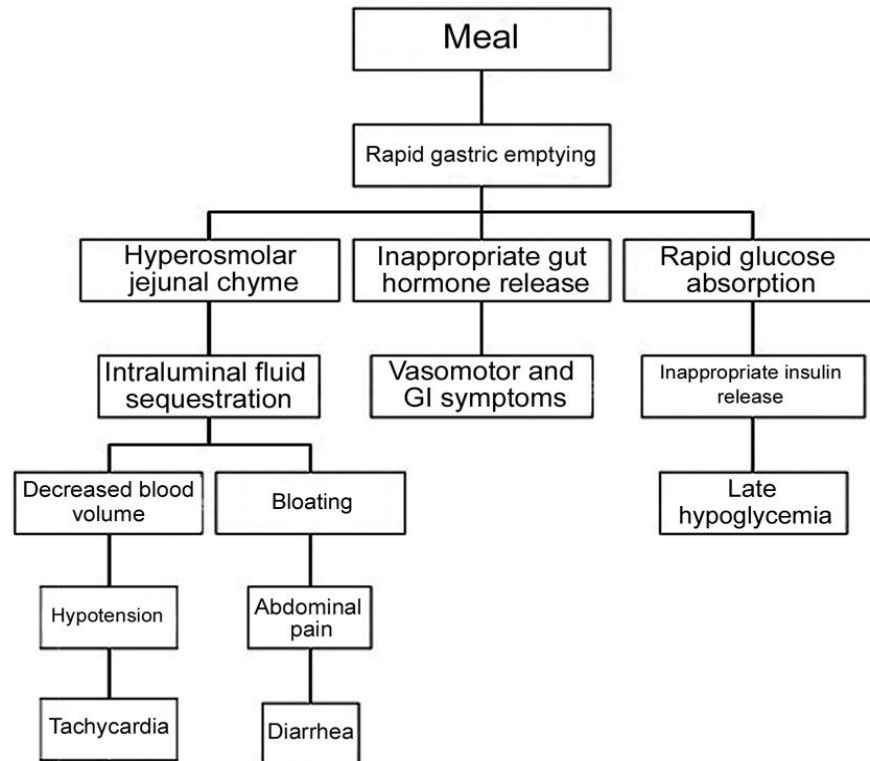 Meal
Rapid gastric emptying
Hyperosmolar
jejunal chyme
Inappropriate gut
hormone release
Rapid glucose
absorption
Intraluminal fluid
sequestration
Vasomotor and
GI symptoms
Inappropriate insulin
release
Decreased blood
volume
Bloating
Late
hypoglycemia
Hypotension
Abdominal
pain
Tachycardia
Diarrhea